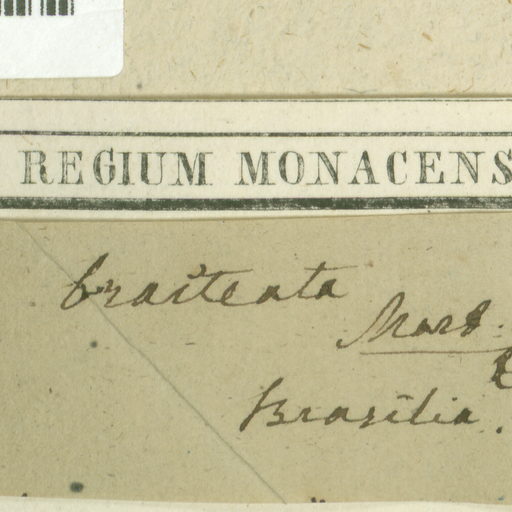 REGIUM MONACENS
bracteata
Mart.
Brasilia.